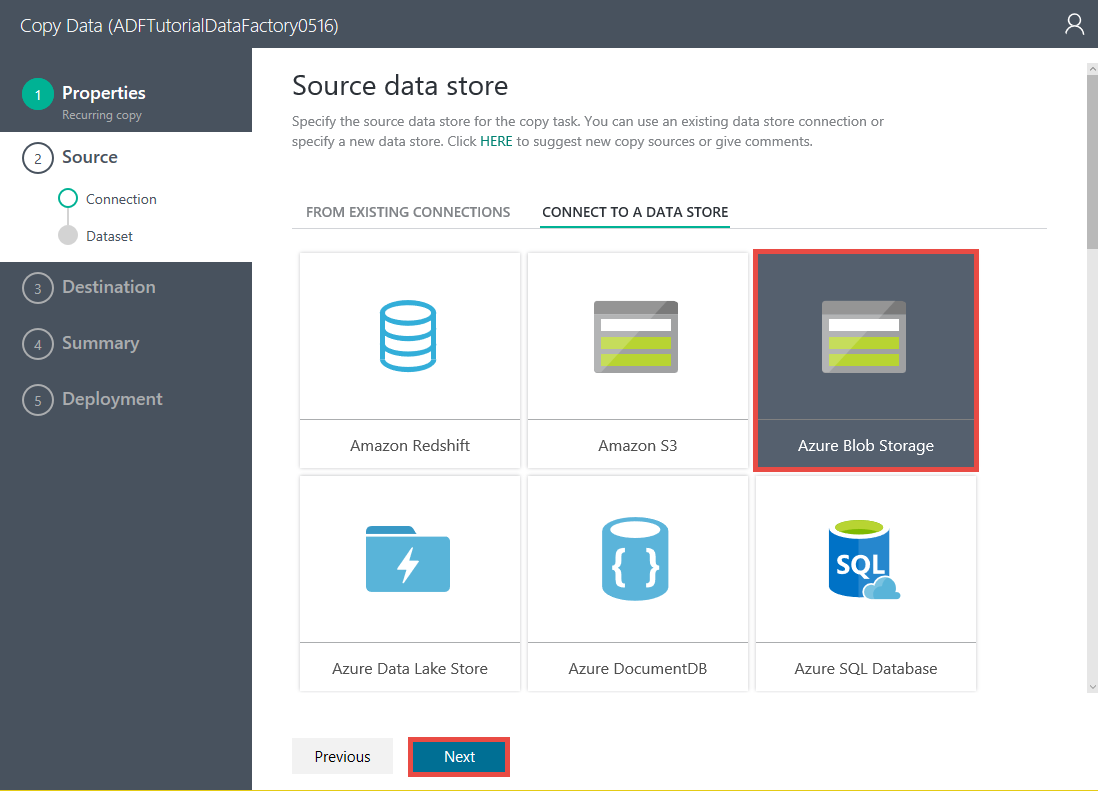 Copy Data (ADFTutorialDataFactory0516)
1 Properties
Recurring copy
2 Source
Connection
Dataset
3 Destination
4 Summary
5 Deployment
Source data store
Specify the source data store for the copy task. You can use an existing data store connection or
specify a new data store. Click HERE to suggest new copy sources or give comments.
FROM EXISTING CONNECTIONS CONNECT TO A DATA STORE
Amazon Redshift Amazon S3 Azure Blob Storage
{ } SQL
Azure Data Lake Store Azure DocumentDB Azure SQL Database
Previous Next